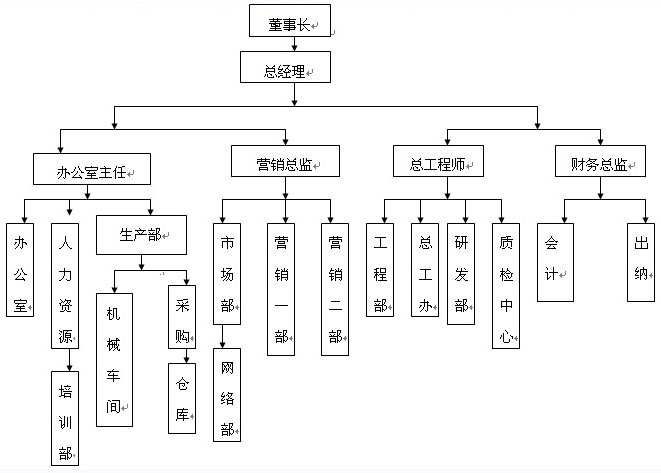 董事长
总经理
办公室主任
营销总监
总工程师
财务总监
办公室
人力资源
生产部
市场部
营销一部
营销二部
工程部
总工办
研发部
质检中心
会计
出纳
机械车间
采购
仓库
网络部
培训部